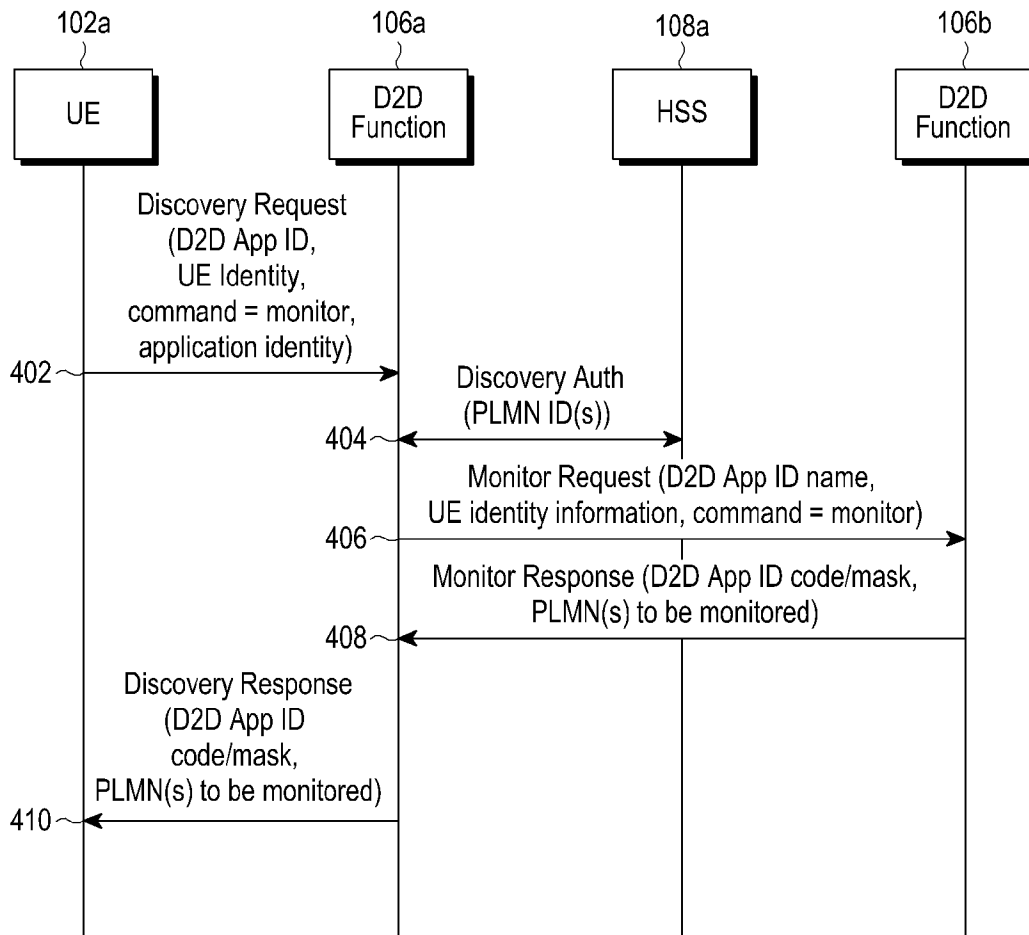 102a
106a
108a
106b
UE
D2D
Function
HSS
D2D
Function
Discovery Request
(D2D App ID,
UE Identity,
command = monitor,
application identity)
402
Discovery Auth
(PLMN ID(s))
404
Monitor Request (D2D App ID name,
UE identity information, command = monitor)
406
Monitor Response (D2D App ID code/mask,
PLMN(s) to be monitored)
408
Discovery Response
(D2D App ID
code/mask,
PLMN(s) to be monitored)
410